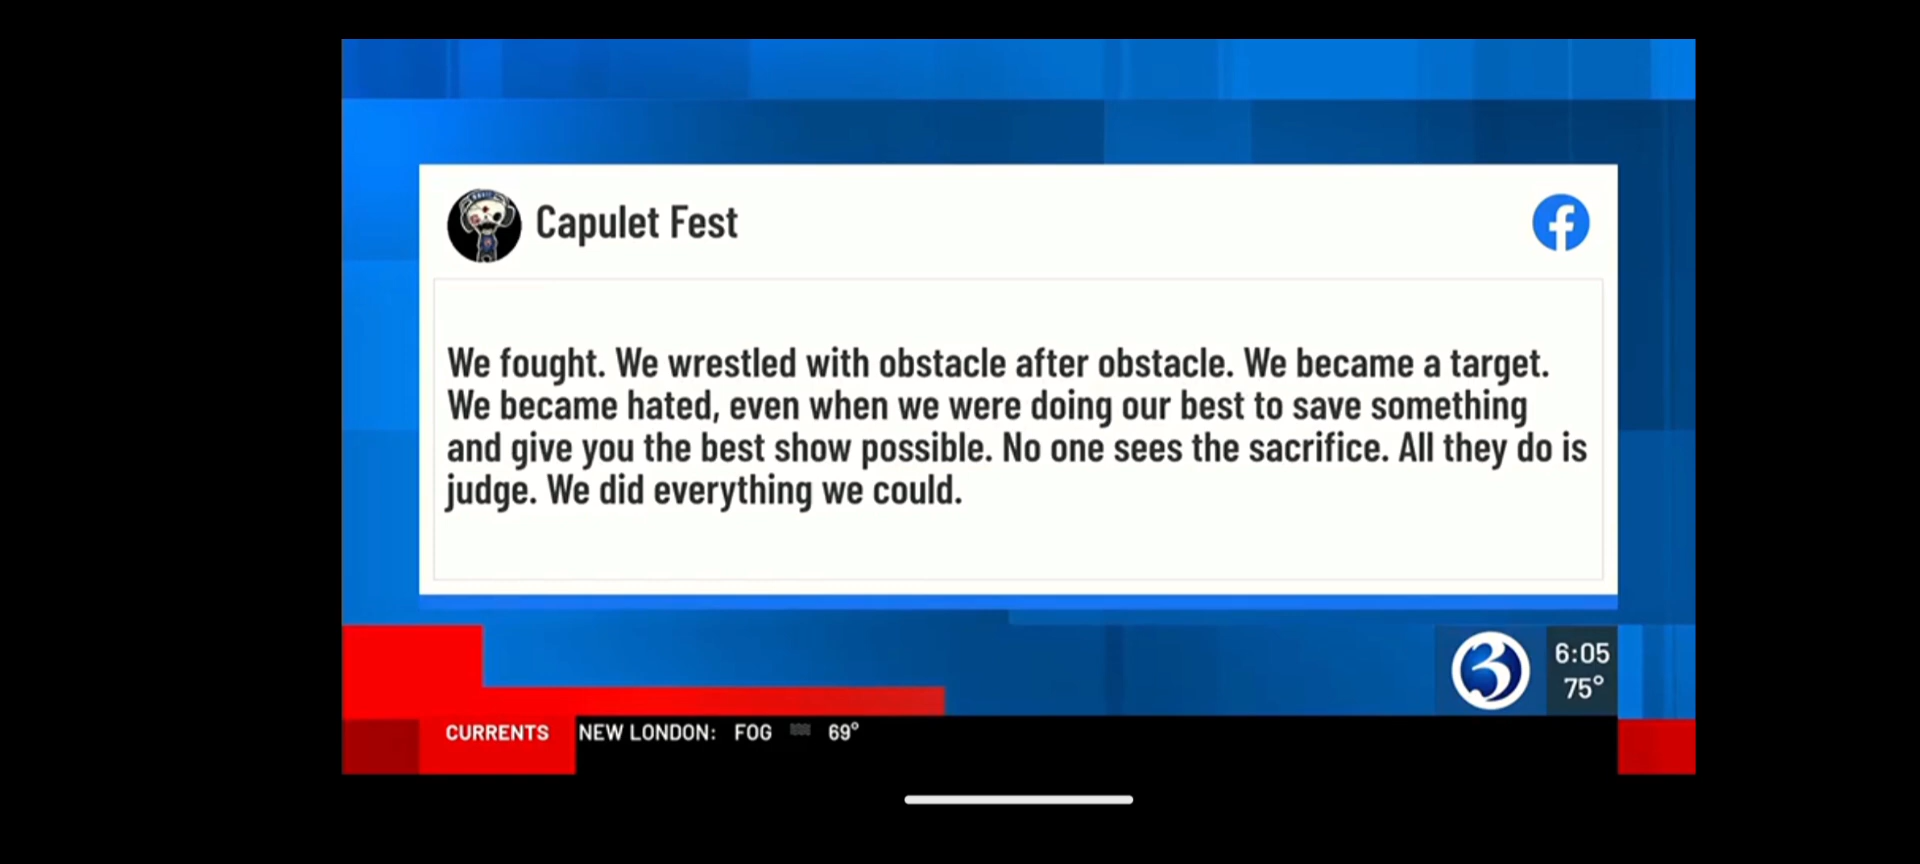 Capulet Fest
We fought. We wrestled with obstacle after obstacle. We became a target.
We became hated, even when we were doing our best to save something
and give you the best show possible. No one sees the sacrifice. All they do is
judge. We did everything we could.
3
6:05
75°
CURRENTS NEW LONDON: FOG 69°